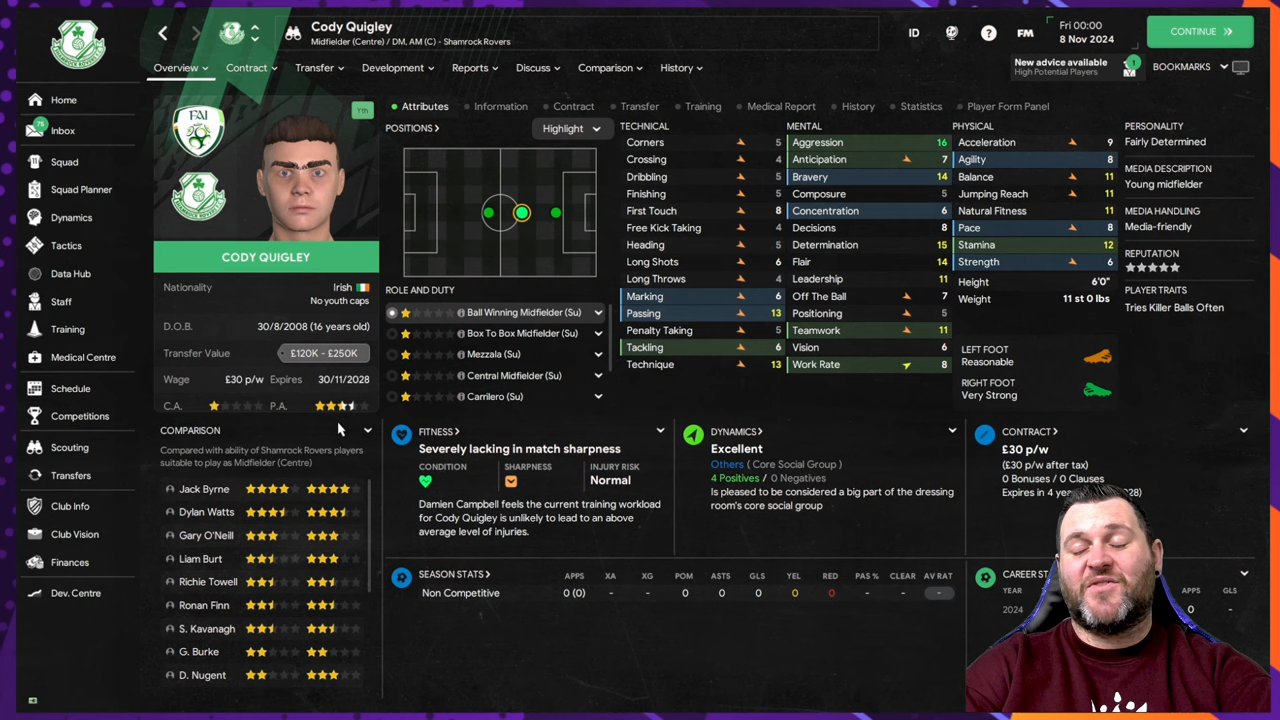 Cody Quigley
Midfielder (Centre) / DM, AM (C) - Shamrock Rovers
ID
FM
Fri 00:00
8 Nov 2024
CONTINUE
Overview
Contract
Transfer
Development
Reports
Discuss
Comparison
History
New advice available
High Potential Players
1
BOOKMARKS
Home
76
Inbox
Squad
Squad Planner
Dynamics
Tactics
Data Hub
Staff
Training
Medical Centre
Schedule
Competitions
Scouting
Transfers
Club Info
Club Vision
Finances
Dev. Centre
FAI
Yth
CODY QUIGLEY
Nationality Irish
No youth caps
D.O.B. 30/8/2008 (16 years old)
Transfer Value £120K - £250K
Wage £30 p/w Expires 30/11/2028
C.A. P.A.
COMPARISON
Compared with ability of Shamrock Rovers players
suitable to play as Midfielder (Centre)
Jack Byrne
Dylan Watts
Gary O'Neill
Liam Burt
Richie Towell
Ronan Finn
S. Kavanagh
G. Burke
D. Nugent
Attributes
Information
Contract
Transfer
Training
Medical Report
History
Statistics
Player Form Panel
POSITIONS
Highlight
ROLE AND DUTY
Ball Winning Midfielder (Su)
Box To Box Midfielder (Su)
Mezzala (Su)
Central Midfielder (Su)
Carrilero (Su)
TECHNICAL
Corners 5
Crossing 4
Dribbling 5
Finishing 5
First Touch 8
Free Kick Taking 4
Heading 5
Long Shots 6
Long Throws 4
Marking 6
Passing 13
Penalty Taking 5
Tackling 6
Technique 13
MENTAL
Aggression 16
Anticipation 7
Bravery 14
Composure 5
Concentration 6
Decisions 8
Determination 15
Flair 14
Leadership 11
Off The Ball 7
Positioning 5
Teamwork 11
Vision 6
Work Rate 8
PHYSICAL
Acceleration 9
Agility 8
Balance 11
Jumping Reach 11
Natural Fitness 11
Pace 8
Stamina 12
Strength 6
Height 6'0"
Weight 11 st 0 lbs
LEFT FOOT
Reasonable
RIGHT FOOT
Very Strong
PERSONALITY
Fairly Determined
MEDIA DESCRIPTION
Young midfielder
MEDIA HANDLING
Media-friendly
REPUTATION
PLAYER TRAITS
Tries Killer Balls Often
FITNESS
Severely lacking in match sharpness
CONDITION SHARPNESS INJURY RISK
Normal
Damien Campbell feels the current training workload
for Cody Quigley is unlikely to lead to an above
average level of injuries.
DYNAMICS
Excellent
Others ( Core Social Group )
4 Positives / 0 Negatives
Is pleased to be considered a big part of the dressing
room's core social group
CONTRACT
£30 p/w
(£30 p/w after tax)
0 Bonuses / 0 Clauses
Expires in 4
SEASON STATS APPS XA XG POM ASTS GLS YEL RED PAS % CLEAR AV RAT
Non Competitive 0 (0) - - 0 0 0 0 0 - - -
CAREER ST
YEAR APPS GLS
2024 0 -